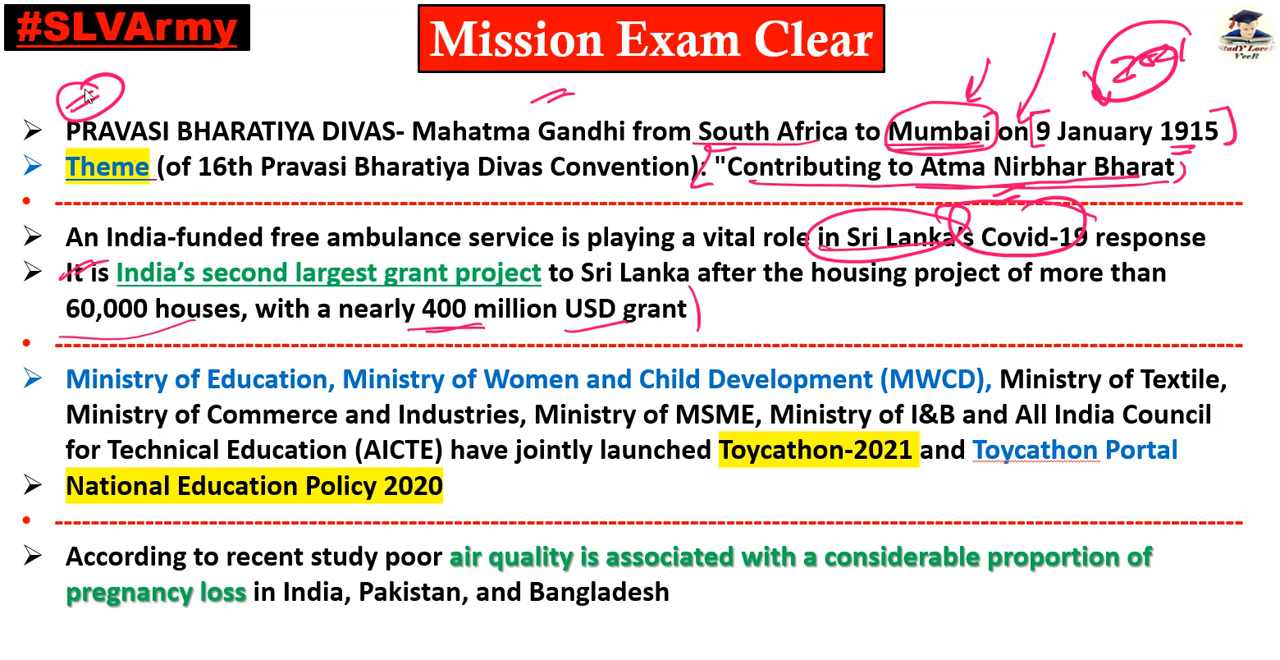 #SLVArmy
Mission Exam Clear
StudY LoveR
VeeR
2021
PRAVASI BHARATIYA DIVAS- Mahatma Gandhi from South Africa to Mumbai on 9 January 1915
Theme (of 16th Pravasi Bharatiya Divas Convention): "Contributing to Atma Nirbhar Bharat
An India-funded free ambulance service is playing a vital role in Sri Lanka's Covid-19 response
It is India's second largest grant project to Sri Lanka after the housing project of more than
60,000 houses, with a nearly 400 million USD grant
Ministry of Education, Ministry of Women and Child Development (MWCD), Ministry of Textile,
Ministry of Commerce and Industries, Ministry of MSME, Ministry of I&B and All India Council
for Technical Education (AICTE) have jointly launched Toycathon-2021 and Toycathon Portal
National Education Policy 2020
According to recent study poor air quality is associated with a considerable proportion of
pregnancy loss in India, Pakistan, and Bangladesh